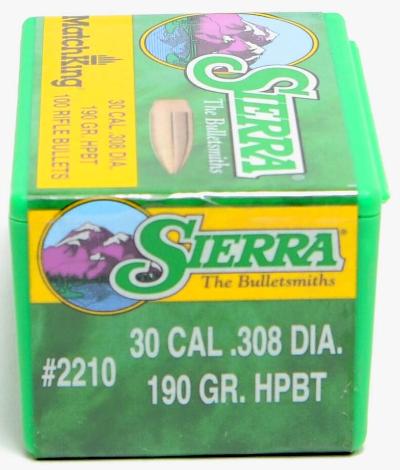 SIERRA®
The Bulletsmiths
30 CAL .308 DIA.
190 GR. HPBT
MatchKing
100 RIFLE BULLETS
SIERRA®
The Bulletsmiths
#2210
30 CAL .308 DIA.
190 GR. HPBT